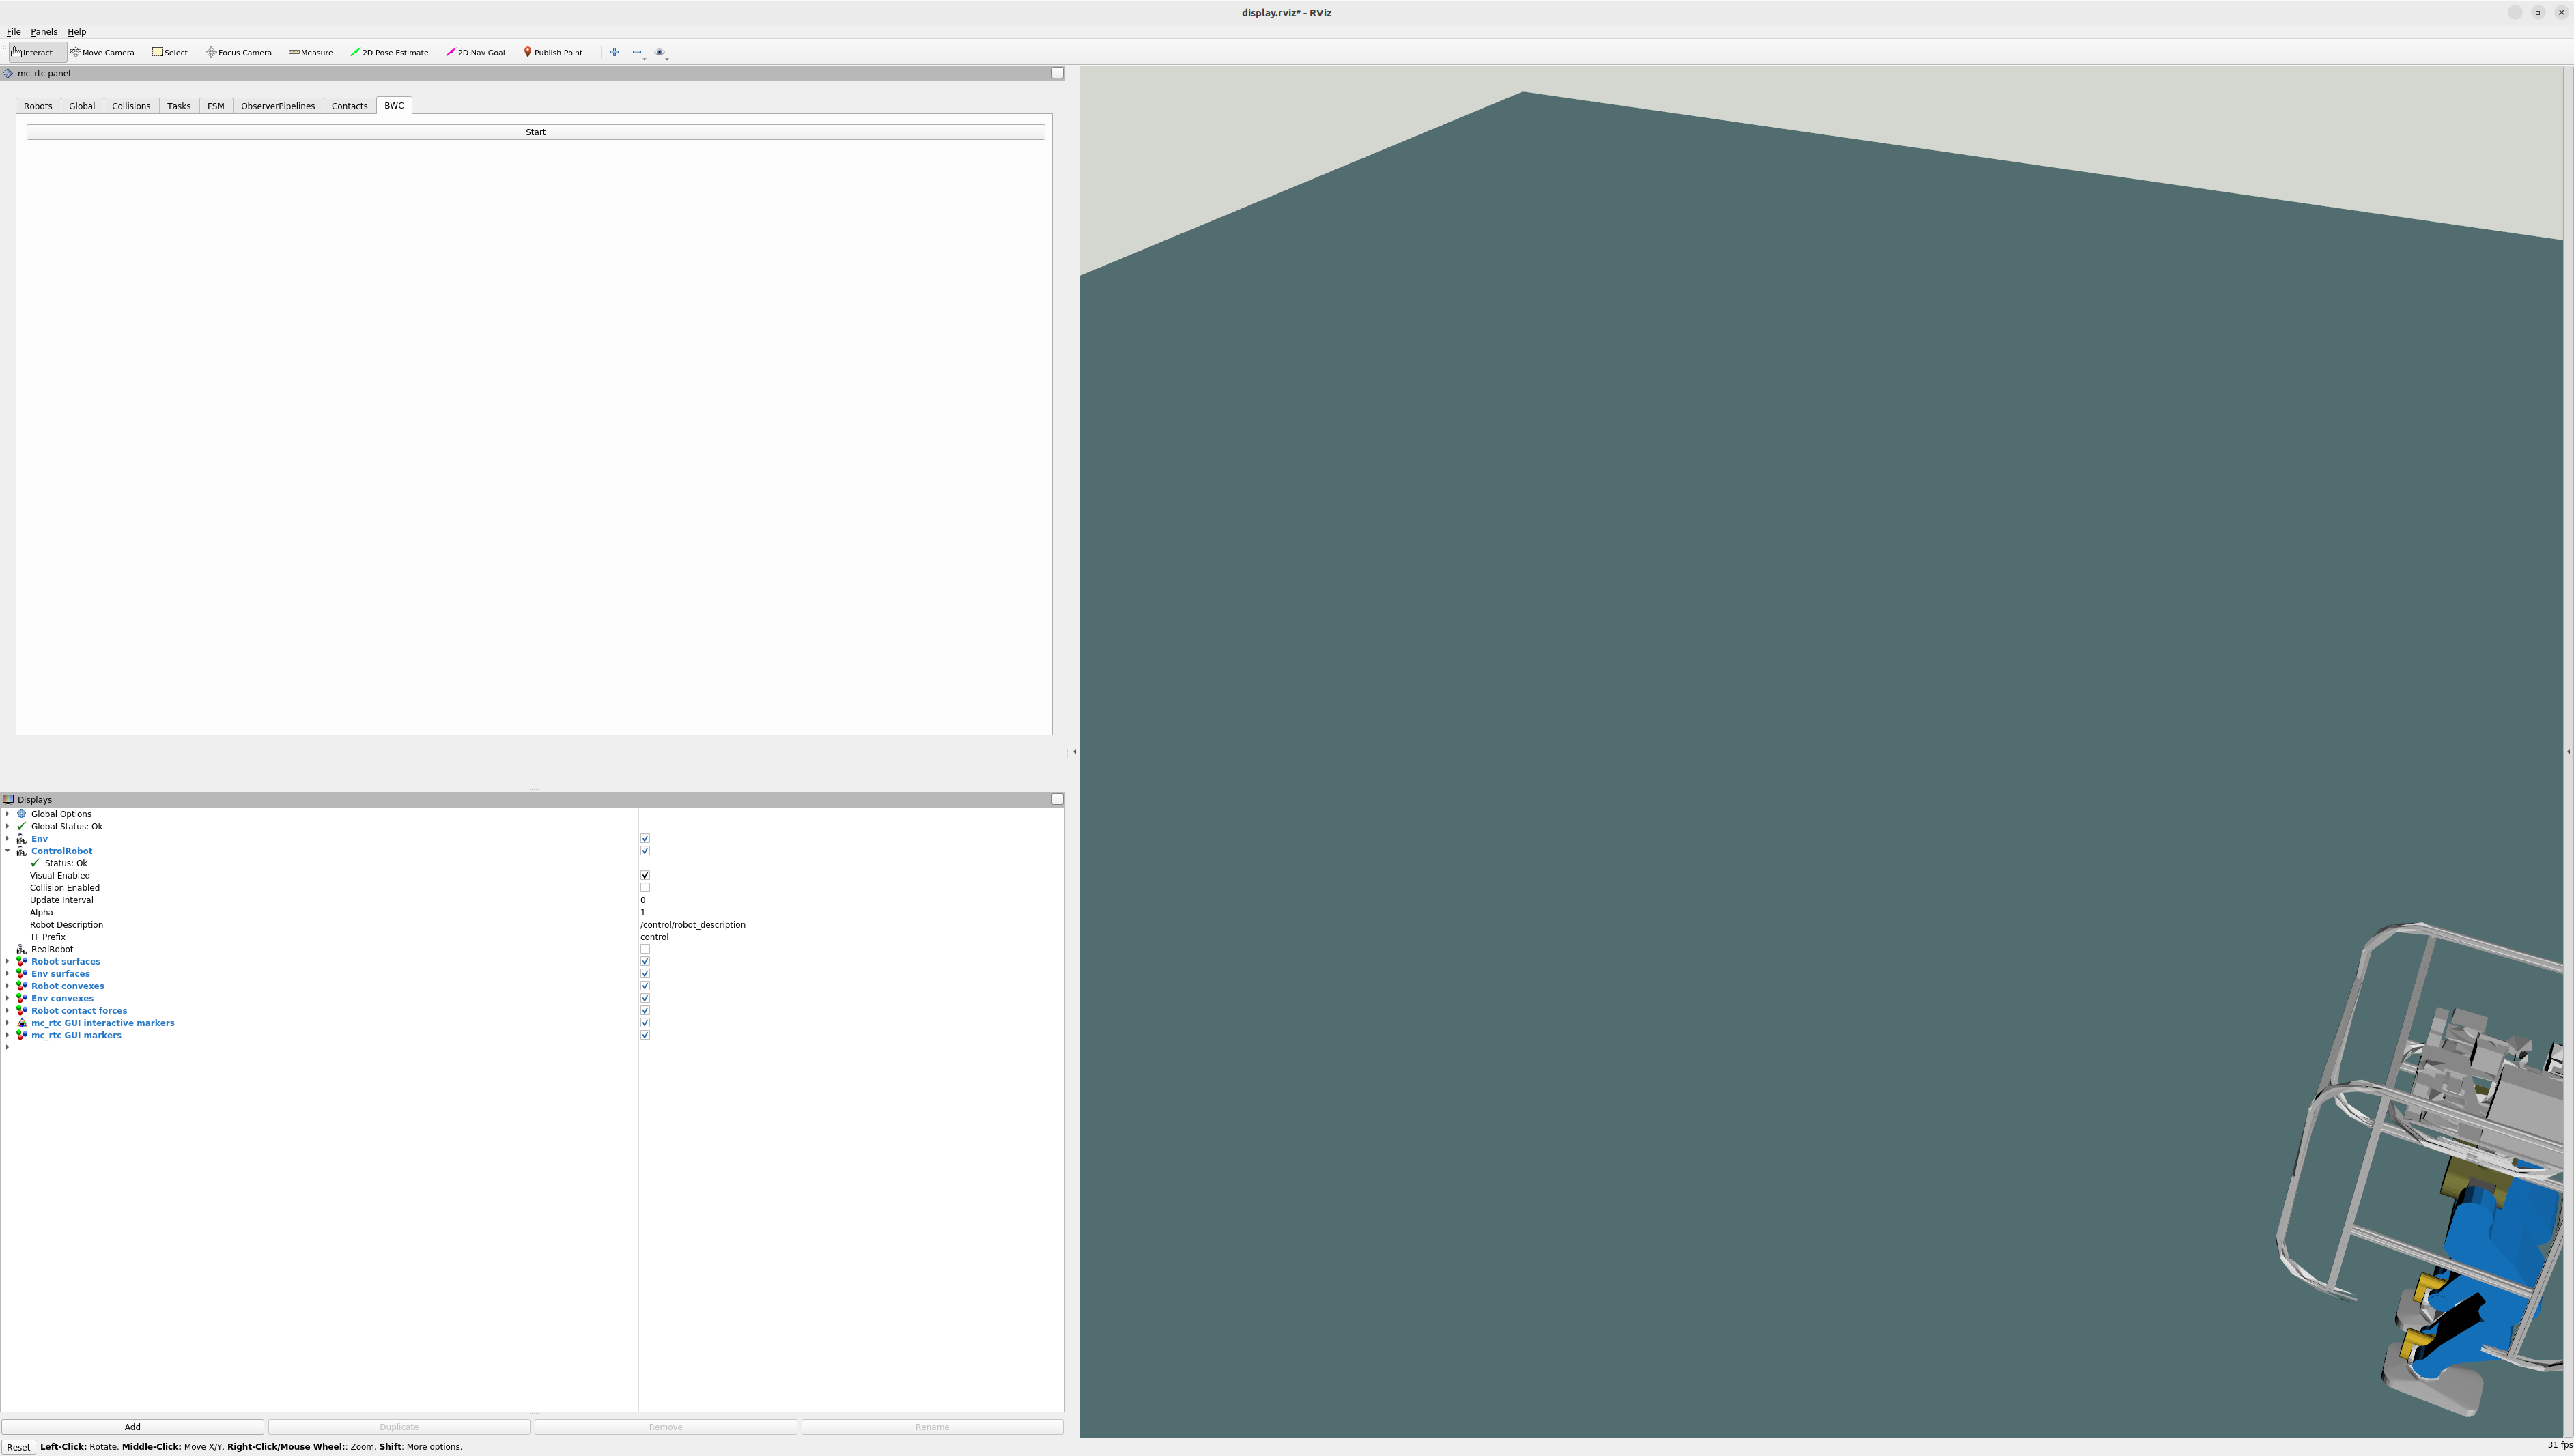 display.rviz* - RViz
File Panels Help
Interact Move Camera Select Focus Camera Measure 2D Pose Estimate 2D Nav Goal Publish Point
mc_rtc panel
Robots Global Collisions Tasks FSM ObserverPipelines Contacts BWC
Start
Displays
Global Options
Global Status: Ok
Env
ControlRobot
Status: Ok
Visual Enabled
Collision Enabled
Update Interval 0
Alpha 1
Robot Description /control/robot_description
TF Prefix control
RealRobot
Robot surfaces
Env surfaces
Robot convexes
Env convexes
Robot contact forces
mc_rtc GUI interactive markers
mc_rtc GUI markers
Add Duplicate Remove Rename
Reset Left-Click: Rotate. Middle-Click: Move X/Y. Right-Click/Mouse Wheel:: Zoom. Shift: More options. 31 fps